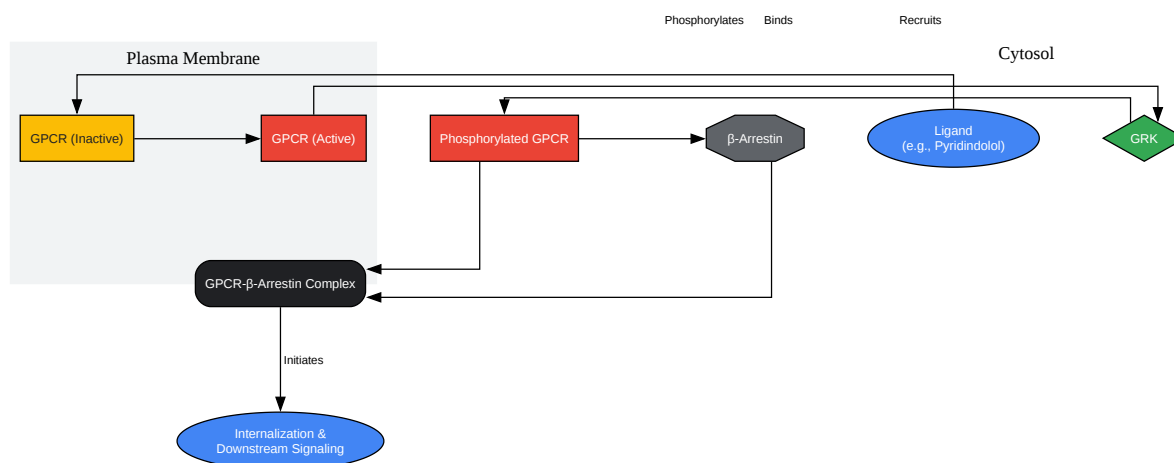 Phosphorylates
Binds
Recruits
Plasma Membrane
Cytosol
GPCR (Inactive)
GPCR (Active)
Phosphorylated GPCR
β-Arrestin
Ligand
(e.g., Pyridindolol)
GRK
GPCR-β-Arrestin Complex
Initiates
Internalization &
Downstream Signaling